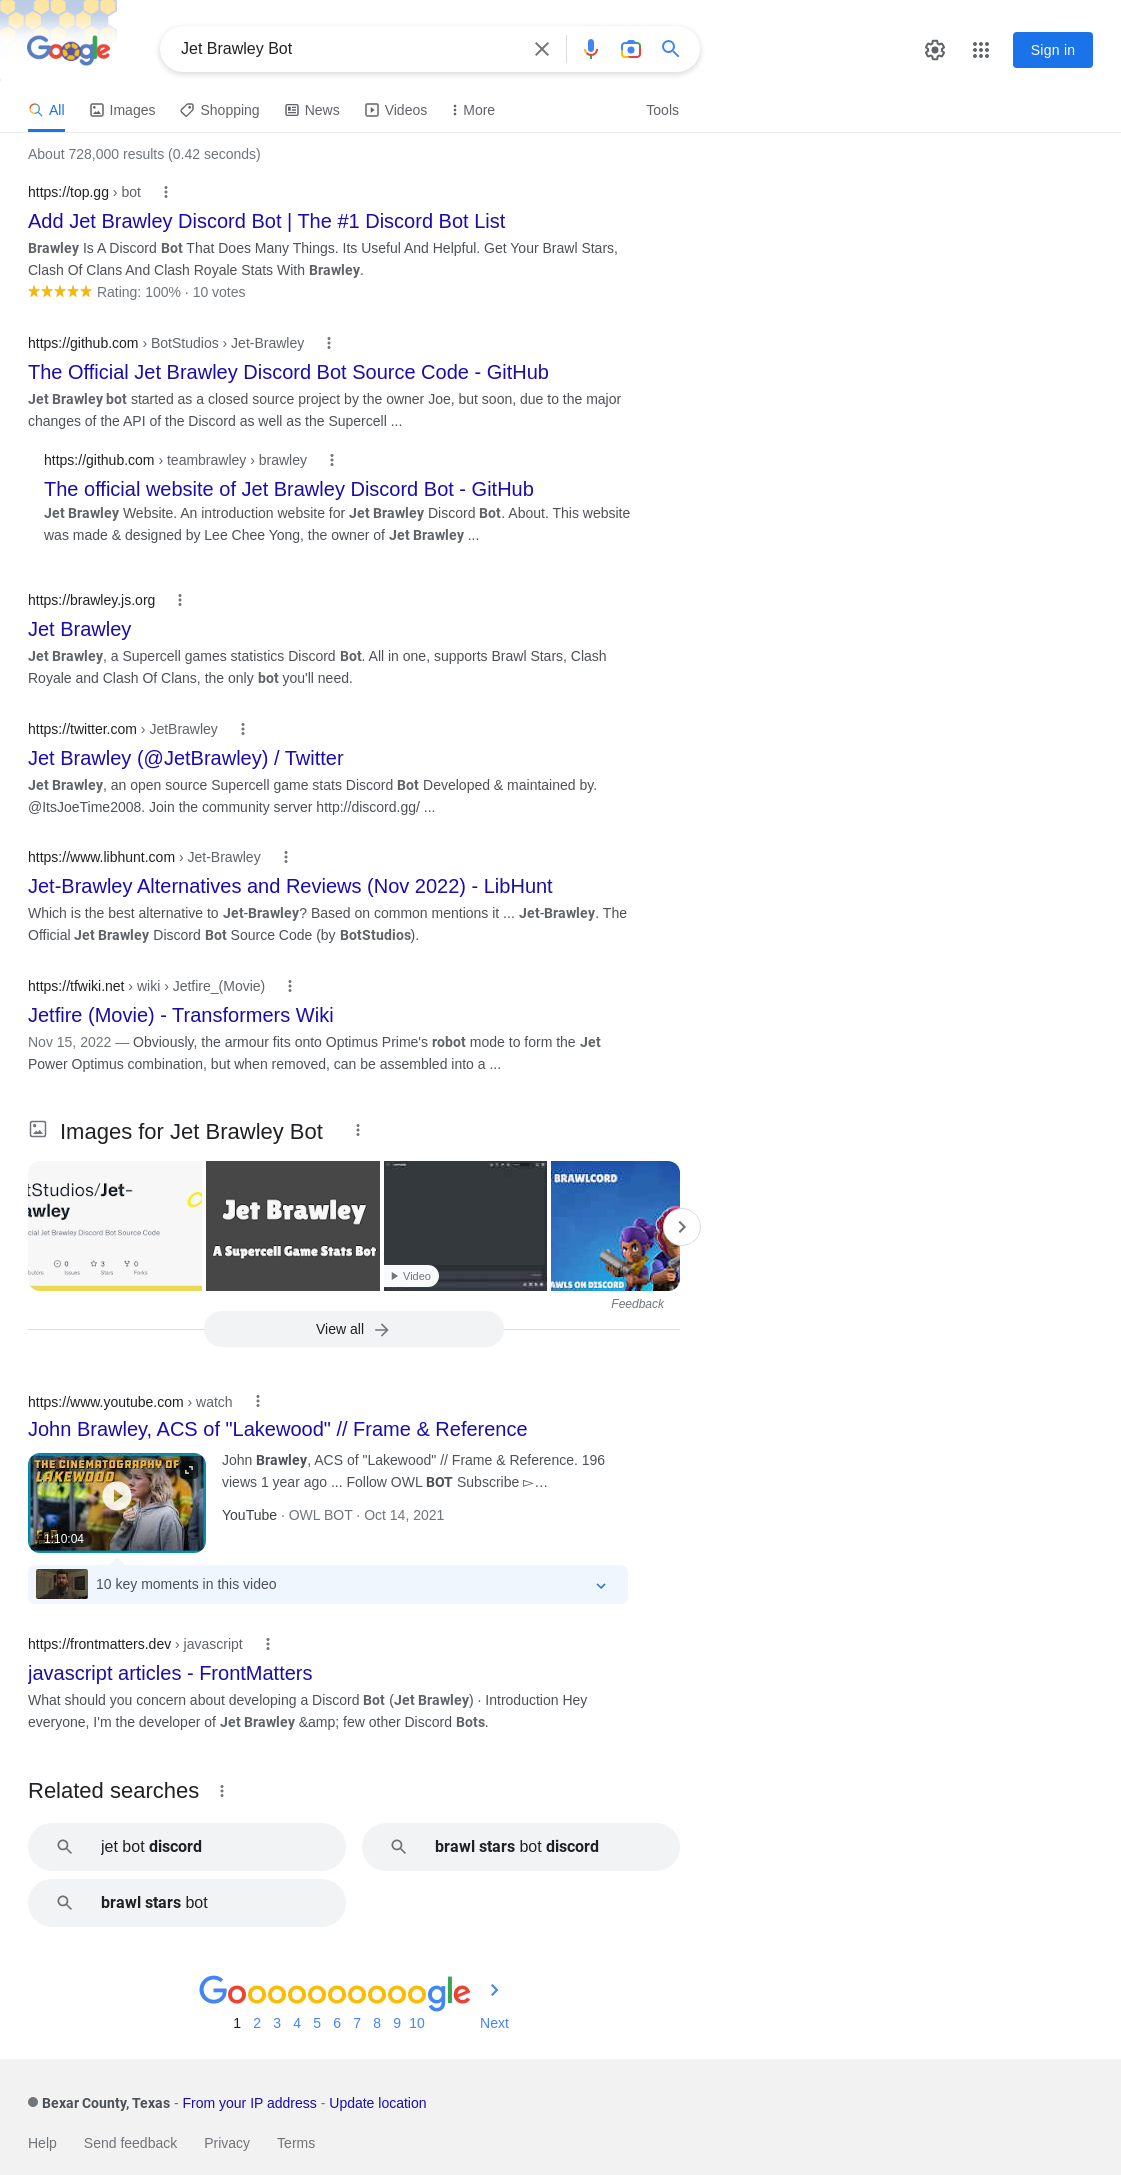 Google
Jet Brawley Bot
Sign in
All Images Shopping News Videos More Tools
About 728,000 results (0.42 seconds)
https://top.gg › bot
Add Jet Brawley Discord Bot | The #1 Discord Bot List
Brawley Is A Discord Bot That Does Many Things. Its Useful And Helpful. Get Your Brawl Stars,
Clash Of Clans And Clash Royale Stats With Brawley.
Rating: 100% · 10 votes
https://github.com › BotStudios › Jet-Brawley
The Official Jet Brawley Discord Bot Source Code - GitHub
Jet Brawley bot started as a closed source project by the owner Joe, but soon, due to the major
changes of the API of the Discord as well as the Supercell ...
https://github.com › teambrawley › brawley
The official website of Jet Brawley Discord Bot - GitHub
Jet Brawley Website. An introduction website for Jet Brawley Discord Bot. About. This website
was made & designed by Lee Chee Yong, the owner of Jet Brawley ...
https://brawley.js.org
Jet Brawley
Jet Brawley, a Supercell games statistics Discord Bot. All in one, supports Brawl Stars, Clash
Royale and Clash Of Clans, the only bot you'll need.
https://twitter.com › JetBrawley
Jet Brawley (@JetBrawley) / Twitter
Jet Brawley, an open source Supercell game stats Discord Bot Developed & maintained by.
@ItsJoeTime2008. Join the community server http://discord.gg/ ...
https://www.libhunt.com › Jet-Brawley
Jet-Brawley Alternatives and Reviews (Nov 2022) - LibHunt
Which is the best alternative to Jet-Brawley? Based on common mentions it ... Jet-Brawley. The
Official Jet Brawley Discord Bot Source Code (by BotStudios).
https://tfwiki.net › wiki › Jetfire_(Movie)
Jetfire (Movie) - Transformers Wiki
Nov 15, 2022 — Obviously, the armour fits onto Optimus Prime's robot mode to form the Jet
Power Optimus combination, but when removed, can be assembled into a ...
Images for Jet Brawley Bot
tStudios/Jet-
awley
cial Jet Brawley Discord Bot Source Code
0 3 0
butors Issues Stars Forks
Jet Brawley
A Supercell Game Stats Bot
Video
BRAWLCORD
AWLS ON DISCORD
Feedback
View all
https://www.youtube.com › watch
John Brawley, ACS of "Lakewood" // Frame & Reference
THE CINEMATOGRAPHY OF
LAKEWOOD
1:10:04
John Brawley, ACS of "Lakewood" // Frame & Reference. 196
views 1 year ago ... Follow OWL BOT Subscribe ▻…
YouTube · OWL BOT · Oct 14, 2021
10 key moments in this video
https://frontmatters.dev › javascript
javascript articles - FrontMatters
What should you concern about developing a Discord Bot (Jet Brawley) · Introduction Hey
everyone, I'm the developer of Jet Brawley &amp; few other Discord Bots.
Related searches
jet bot discord
brawl stars bot discord
brawl stars bot
Goooooooooogle
1 2 3 4 5 6 7 8 9 10 Next
Bexar County, Texas - From your IP address - Update location
Help Send feedback Privacy Terms